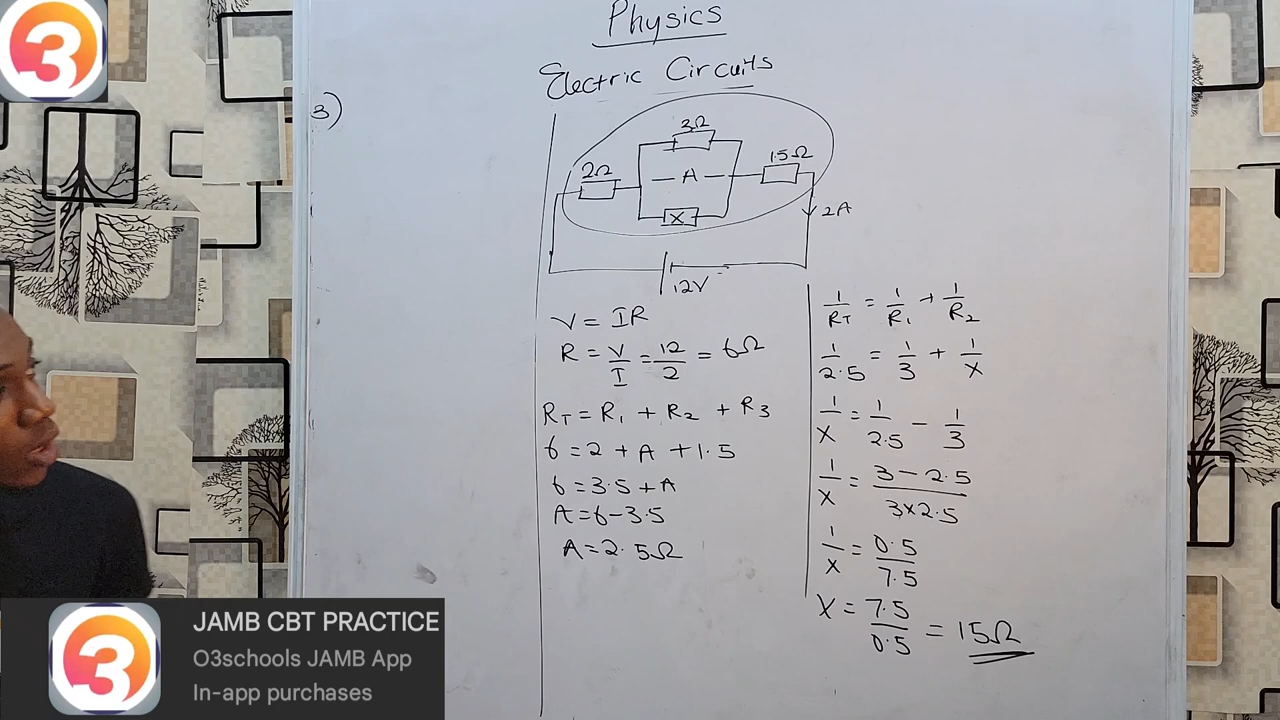 3
Physics
Electric Circuits
3)
3Ω
2Ω
1.5Ω
A
X
2A
12V
V = IR
R = V/I = 12/2 = 6Ω
RT = R1 + R2 + R3
6 = 2 + A + 1.5
6 = 3.5 + A
A = 6 - 3.5
A = 2.5Ω
1/RT = 1/R1 + 1/R2
1/2.5 = 1/3 + 1/X
1/X = 1/2.5 - 1/3
1/X = 3 - 2.5/3×2.5
1/X = 0.5/7.5
X = 7.5/0.5 = 15Ω
3
JAMB CBT PRACTICE
O3schools JAMB App
In-app purchases